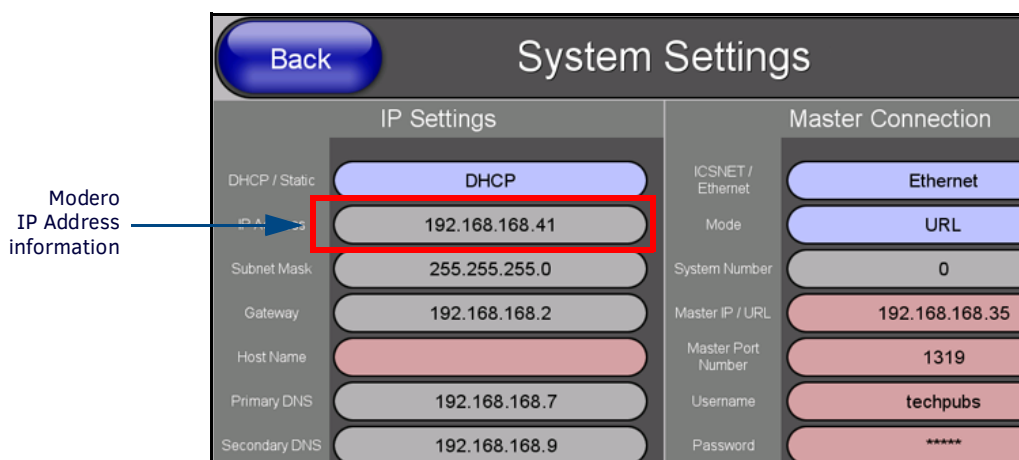 Back
System Settings
IP Settings
Master Connection
DHCP / Static
DHCP
ICSNET /
Ethernet
Ethernet
Modero
IP Address
information
192.168.168.41
Mode
URL
Subnet Mask
255.255.255.0
System Number
0
Gateway
192.168.168.2
Master IP / URL
192.168.168.35
Host Name
Master Port
Number
1319
Primary DNS
192.168.168.7
Username
techpubs
Secondary DNS
192.168.168.9
Password
*****